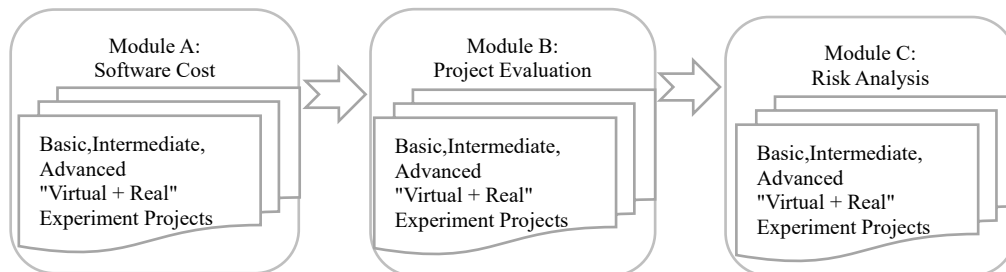 Module A:
Software Cost
Basic,Intermediate,
Advanced
"Virtual + Real"
Experiment Projects
Module B:
Project Evaluation
Basic,Intermediate,
Advanced
"Virtual + Real"
Experiment Projects
Module C:
Risk Analysis
Basic,Intermediate,
Advanced
"Virtual + Real"
Experiment Projects